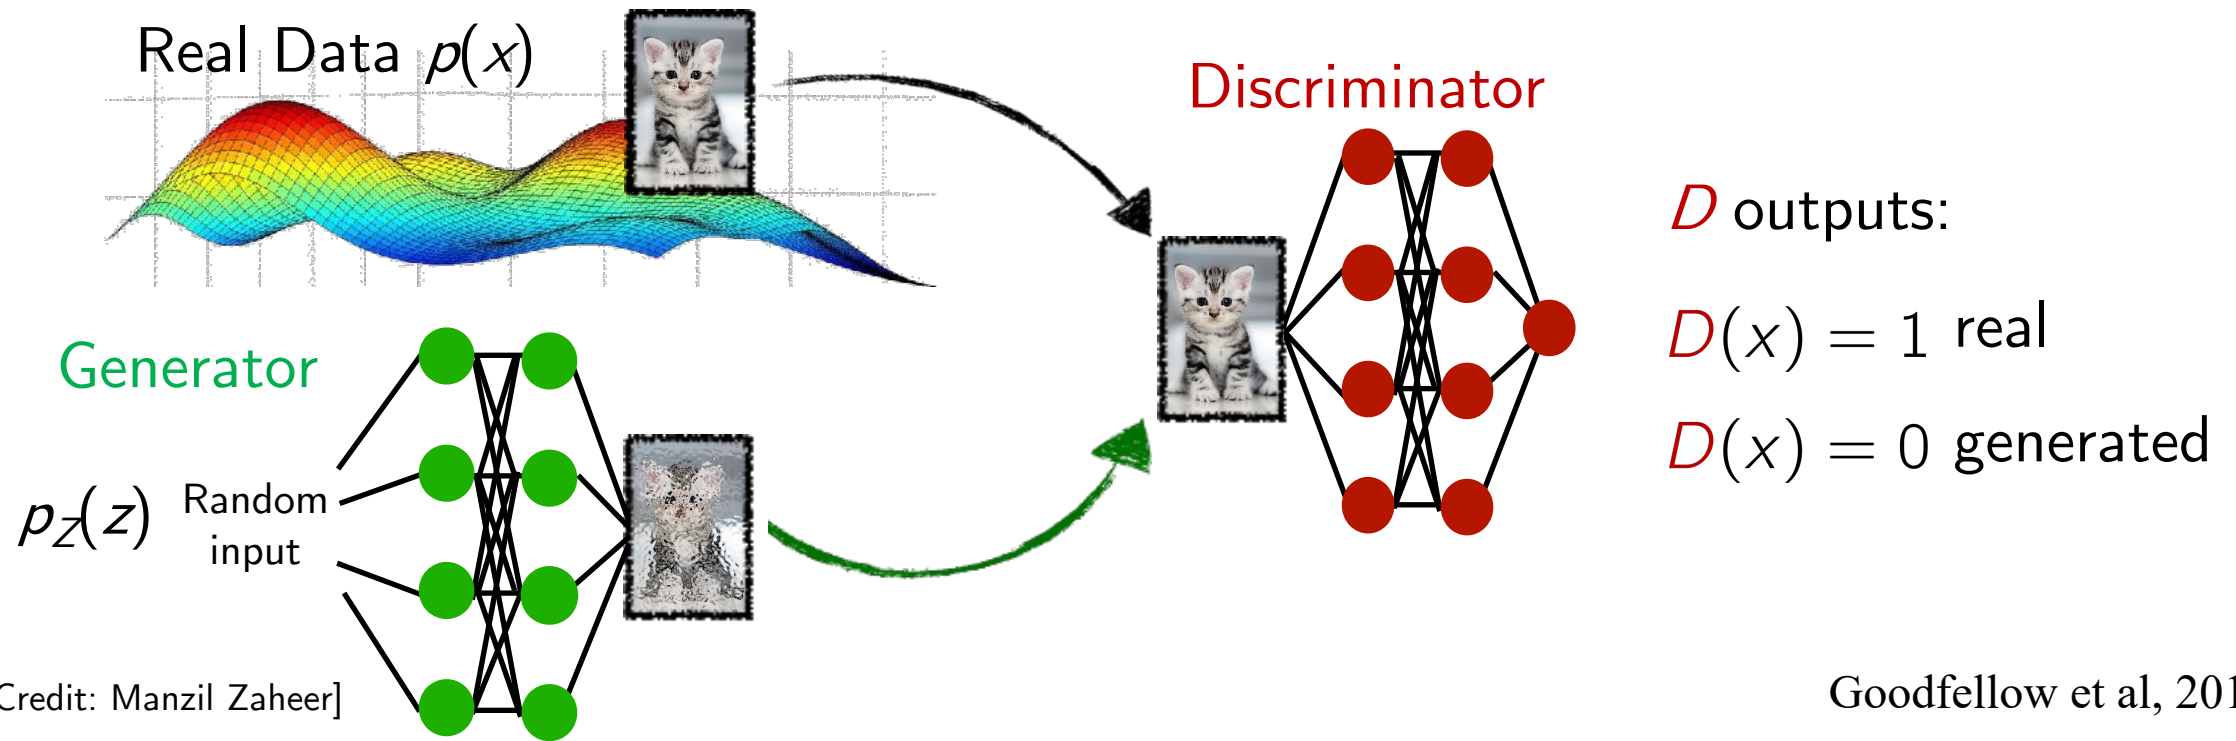 Real Data p(x)
Discriminator
D outputs:
D(x) = 1 real
D(x) = 0 generated
Generator
p_Z(z)
Random
input
Credit: Manzil Zaheer]
Goodfellow et al, 201